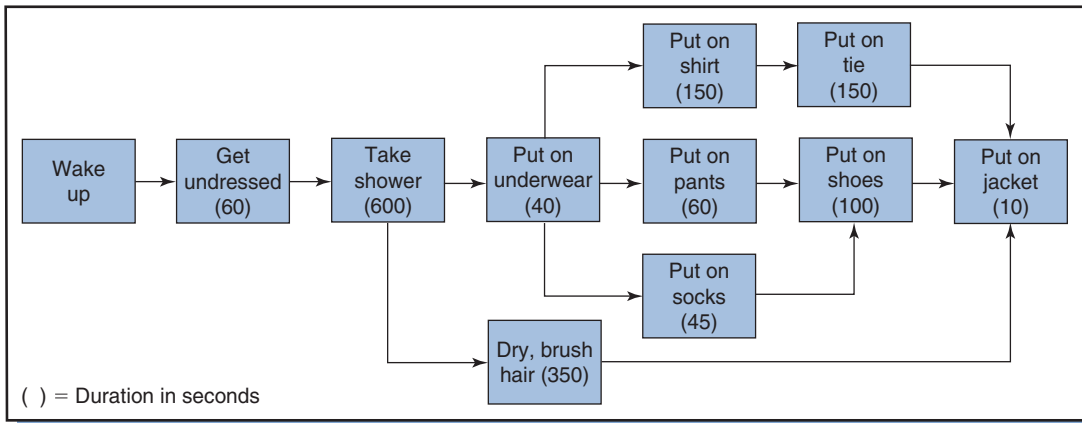 Wake
up
Get
undressed
(60)
Take
shower
(600)
Put on
underwear
(40)
Put on
shirt
(150)
Put on
tie
(150)
Put on
pants
(60)
Put on
shoes
(100)
Put on
jacket
(10)
Put on
socks
(45)
Dry, brush
hair (350)
( ) = Duration in seconds